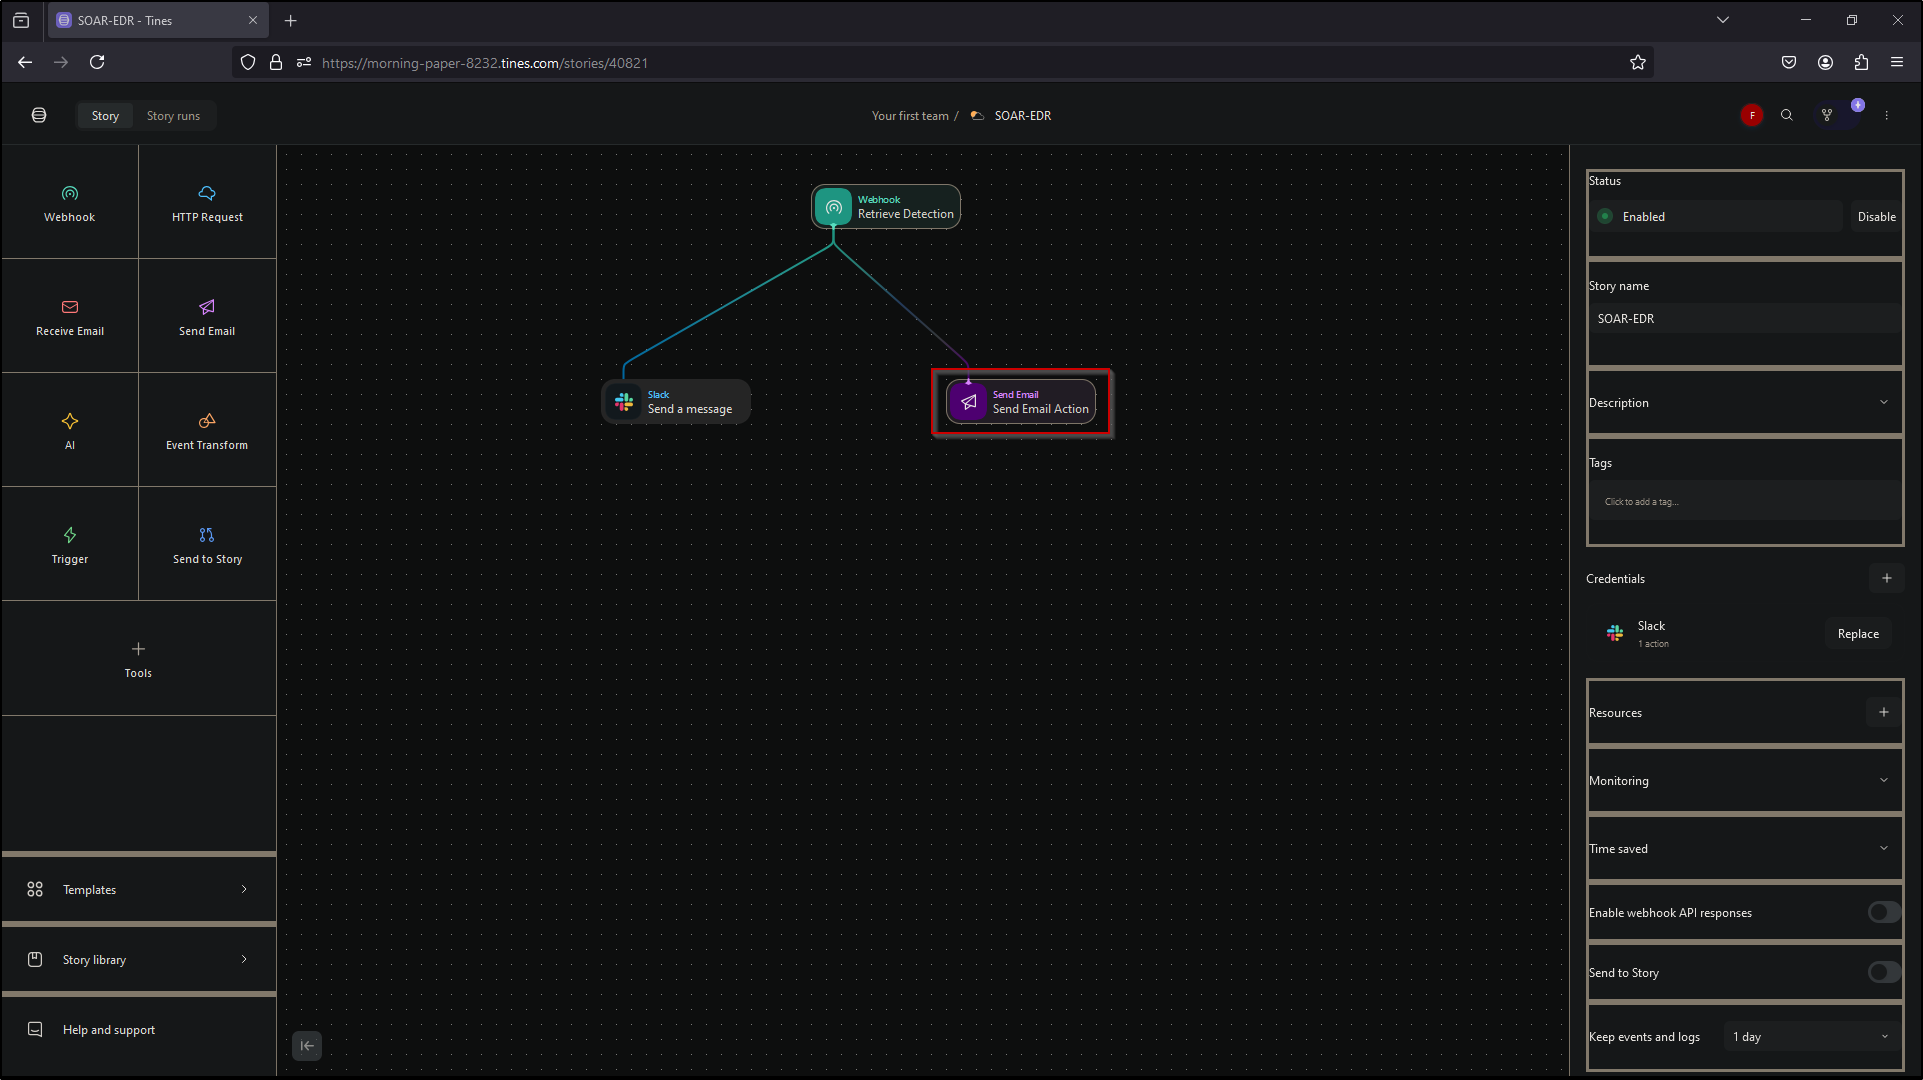 SOAR-EDR - Tines
https://morning-paper-8232.tines.com/stories/40821
Story
Story runs
Your first team / SOAR-EDR
F
Webhook
HTTP Request
Receive Email
Send Email
AI
Event Transform
Trigger
Send to Story
Tools
Templates
Story library
Help and support
Webhook
Retrieve Detection
Slack
Send a message
Send Email
Send Email Action
Status
Enabled
Disable
Story name
SOAR-EDR
Description
Tags
Click to add a tag...
Credentials
Slack
1 action
Replace
Resources
Monitoring
Time saved
Enable webhook API responses
Send to Story
Keep events and logs
1 day